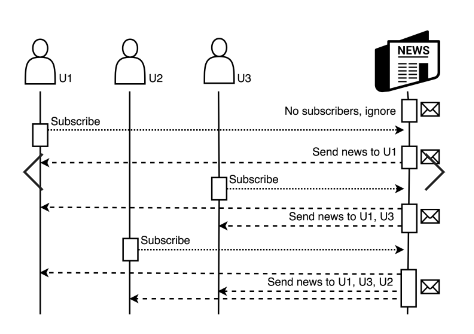 NEWS
U1
U2
U3
No subscribers, ignore
Subscribe
Send news to U1
Subscribe
Send news to U1, U3
Subscribe
Send news to U1, U3, U2